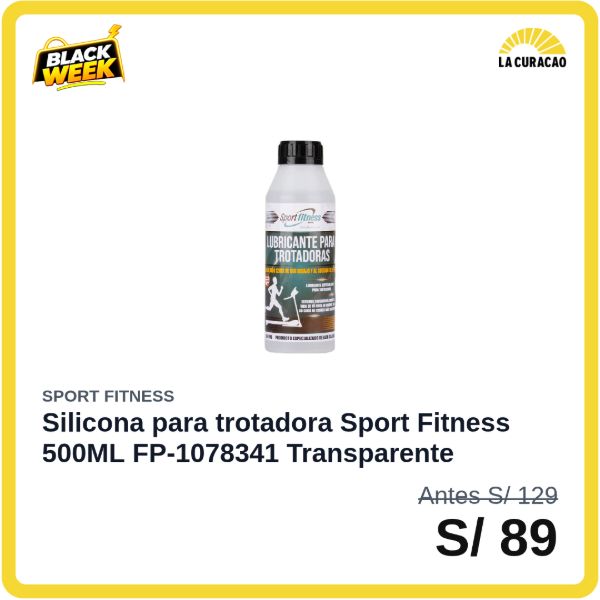 BLACK
WEEK
LA CURACAO
Sport fitness
LUBRICANTE PARA
TROTADORAS
SPORT FITNESS
Silicona para trotadora Sport Fitness
500ML FP-1078341 Transparente
Antes S/ 129
S/ 89